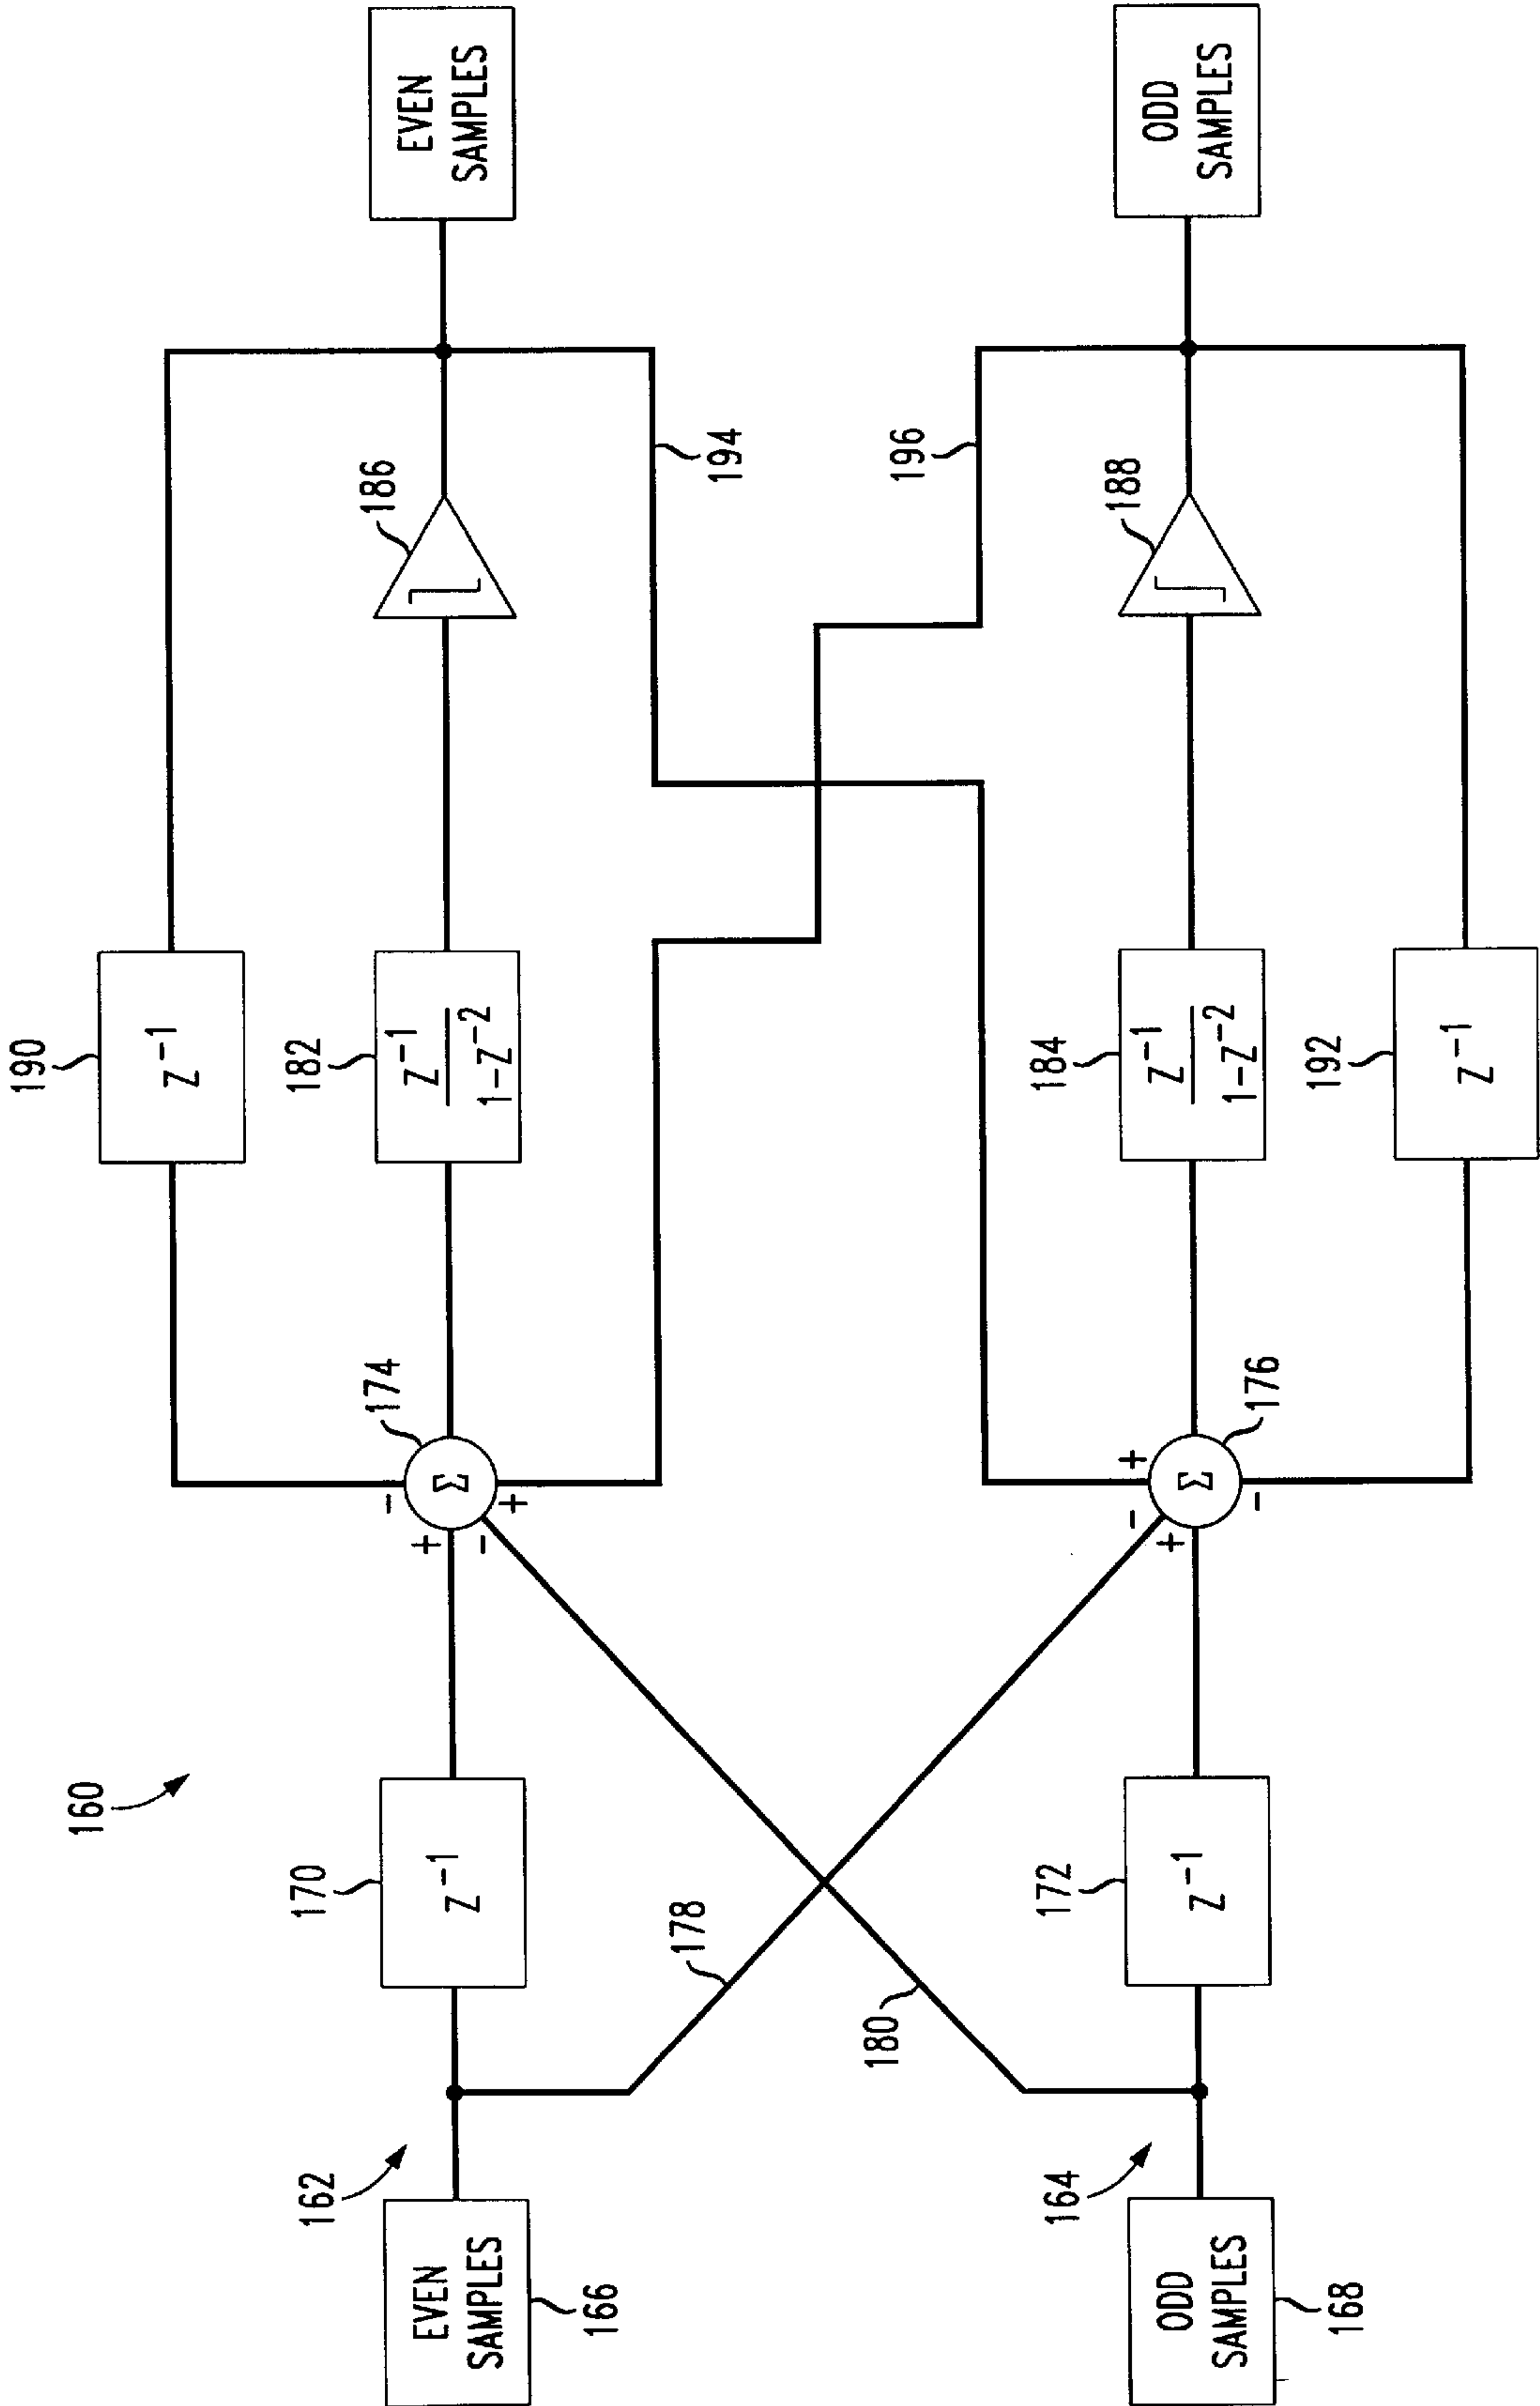 160
190
Z⁻¹
162
170
174
182
186
EVEN
SAMPLES
166
Z⁻¹
+
-
-
+
Σ
Z⁻¹
1-Z⁻²
EVEN
SAMPLES
178
194
180
196
164
172
176
184
188
ODD
SAMPLES
168
Z⁻¹
-
+
+
-
Σ
Z⁻¹
1-Z⁻²
ODD
SAMPLES
192
Z⁻¹